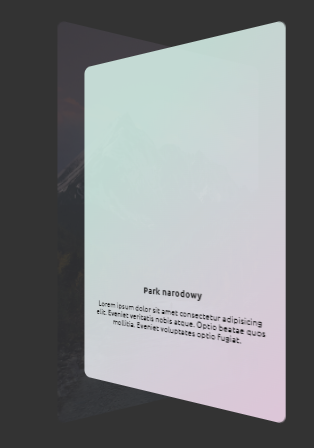 Park narodowy
Lorem ipsum dolor sit amet consectetur adipisicing
elit. Eveniet veritatis nobis atque. Optio beatae quos
mollitia. Eveniet voluptates optio Fugiat.